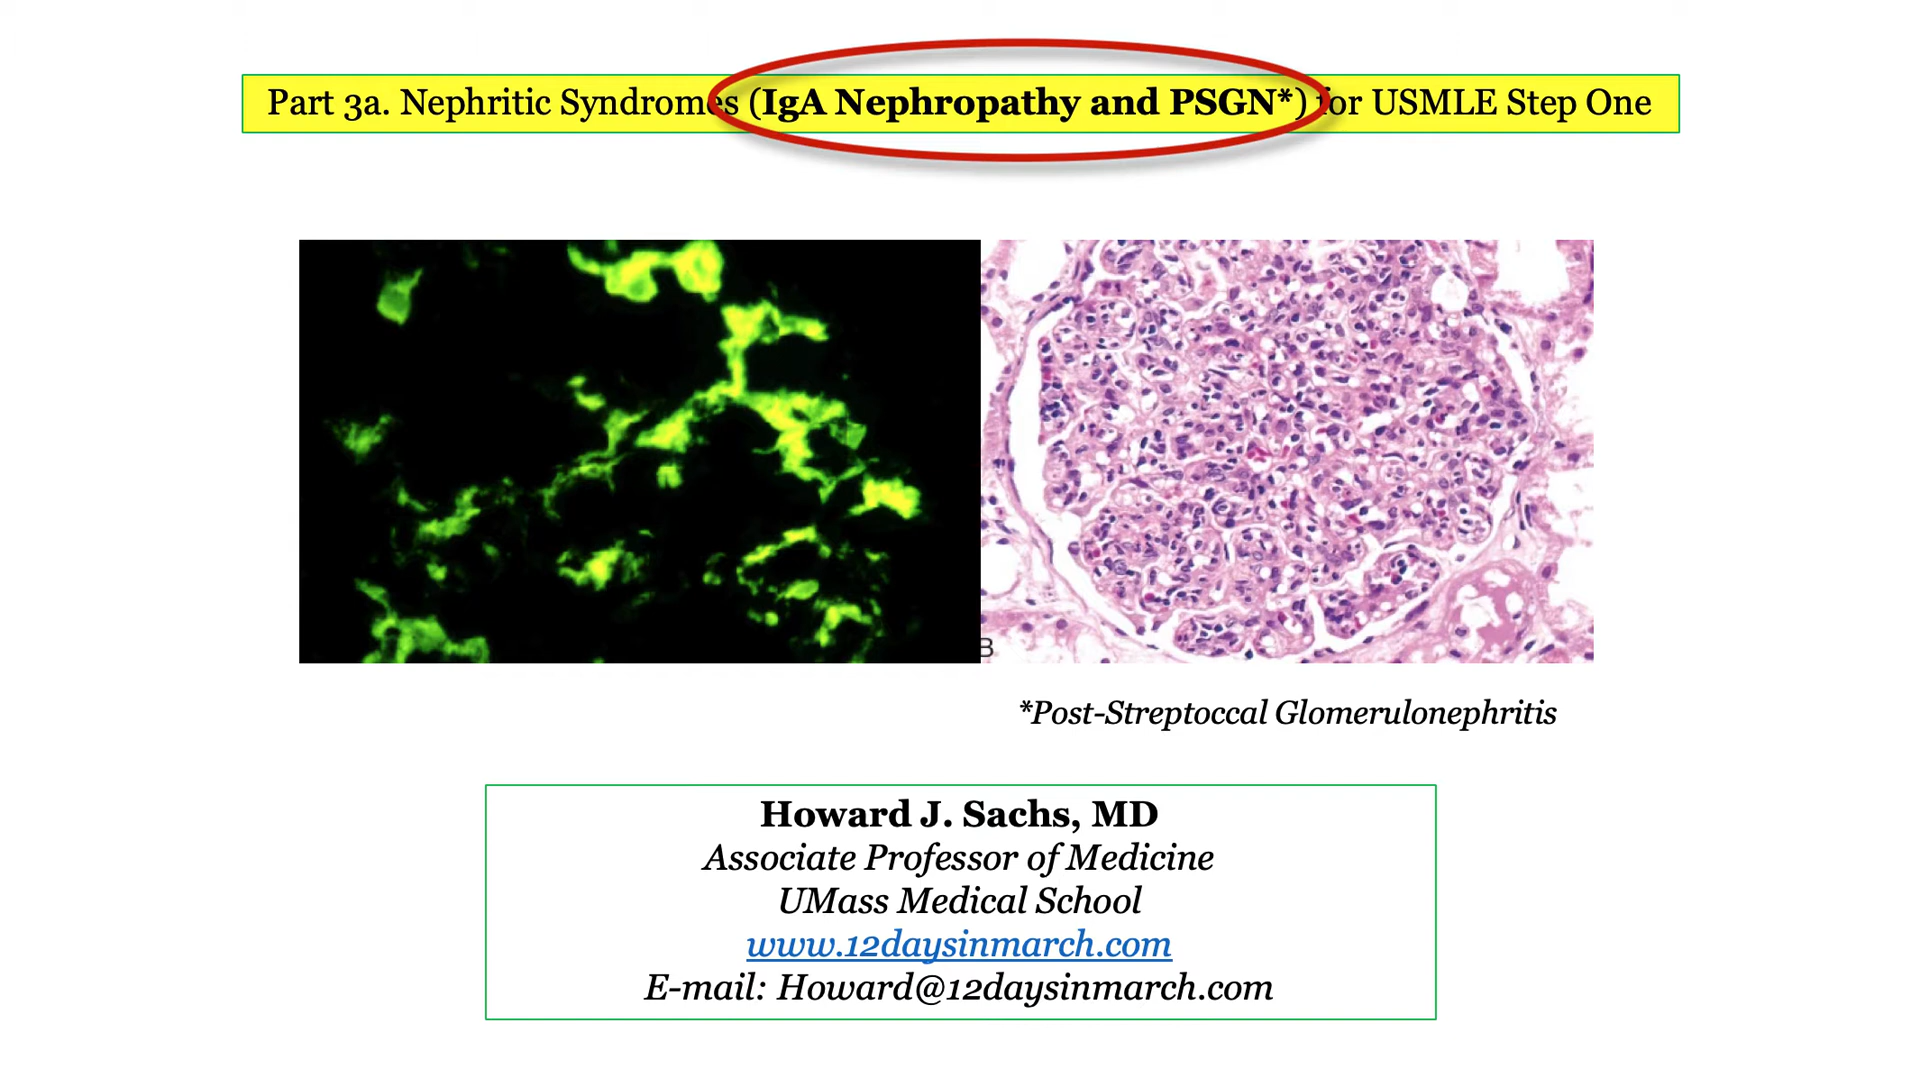 Part 3a. Nephritic Syndromes (IgA Nephropathy and PSGN*) for USMLE Step One
B
*Post-Streptoccal Glomerulonephritis
Howard J. Sachs, MD
Associate Professor of Medicine
UMass Medical School
www.12daysinmarch.com
E-mail: Howard@12daysinmarch.com